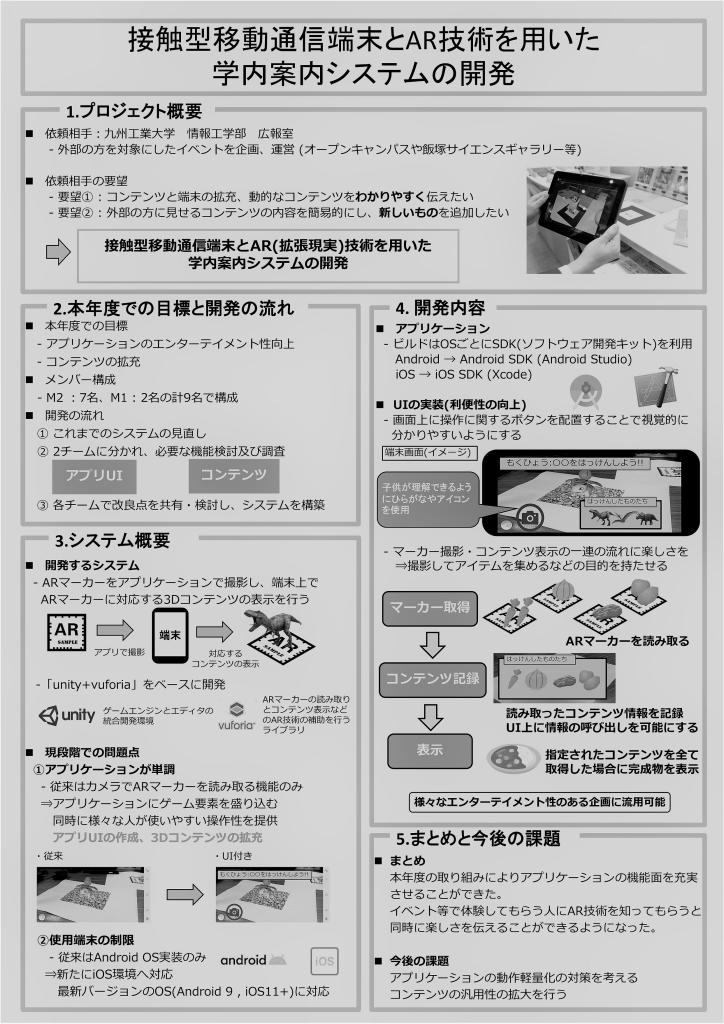 接触型移動通信端末とAR技術を用いた
学内案内システムの開発
1.プロジェクト概要
■ 依頼相手：九州工業大学　情報工学部　広報室
- 外部の方を対象にしたイベントを企画、運営 (オープンキャンパスや飯塚サイエンスギャラリー等)
■ 依頼相手の要望
- 要望①：コンテンツと端末の拡充、動的なコンテンツをわかりやすく伝えたい
- 要望②：外部の方に見せるコンテンツの内容を簡易的にし、新しいものを追加したい
接触型移動通信端末とAR(拡張現実)技術を用いた
学内案内システムの開発
2.本年度での目標と開発の流れ
■ 本年度での目標
- アプリケーションのエンターテイメント性向上
- コンテンツの拡充
■ メンバー構成
- M2 ：7名、M1：2名の計9名で構成
■ 開発の流れ
① これまでのシステムの見直し
② 2チームに分かれ、必要な機能検討及び調査
アプリUI
コンテンツ
③ 各チームで改良点を共有・検討し、システムを構築
3.システム概要
■ 開発するシステム
- ARマーカーをアプリケーションで撮影し、端末上で
ARマーカーに対応する3Dコンテンツの表示を行う
AR
SAMPLE
アプリで撮影
端末
対応する
コンテンツの表示
SAMPLE
-「unity+vuforia」をベースに開発
unity
ゲームエンジンとエディタの
統合開発環境
vuforia
ARマーカーの読み取り
とコンテンツ表示など
のAR技術の補助を行う
ライブラリ
■ 現段階での問題点
①アプリケーションが単調
- 従来はカメラでARマーカーを読み取る機能のみ
⇒アプリケーションにゲーム要素を盛り込む
同時に様々な人が使いやすい操作性を提供
アプリUIの作成、3Dコンテンツの拡充
・従来
・UI付き
もくひょう:〇〇をはっけんしよう!!
②使用端末の制限
- 従来はAndroid OS実装のみ
⇒新たにiOS環境へ対応
最新バージョンのOS(Android 9 , iOS11+)に対応
android
iOS
4. 開発内容
■ アプリケーション
- ビルドはOSごとにSDK(ソフトウェア開発キット)を利用
Android → Android SDK (Android Studio)
iOS → iOS SDK (Xcode)
■ UIの実装(利便性の向上)
- 画面上に操作に関するボタンを配置することで視覚的に
分かりやすいようにする
端末画面(イメージ)
もくひょう:〇〇をはっけんしよう!!
子供が理解できるよう
にひらがなやアイコン
を使用
はっけんしたものたち
- マーカー撮影・コンテンツ表示の一連の流れに楽しさを
⇒撮影してアイテムを集めるなどの目的を持たせる
マーカー取得
ARマーカーを読み取る
コンテンツ記録
はっけんしたものたち
読み取ったコンテンツ情報を記録
UI上に情報の呼び出しを可能にする
表示
指定されたコンテンツを全て
取得した場合に完成物を表示
様々なエンターテイメント性のある企画に流用可能
5.まとめと今後の課題
■ まとめ
本年度の取り組みによりアプリケーションの機能面を充実
させることができた。
イベント等で体験してもらう人にAR技術を知ってもらうと
同時に楽しさを伝えることができるようになった。
■ 今後の課題
アプリケーションの動作軽量化の対策を考える
コンテンツの汎用性の拡大を行う